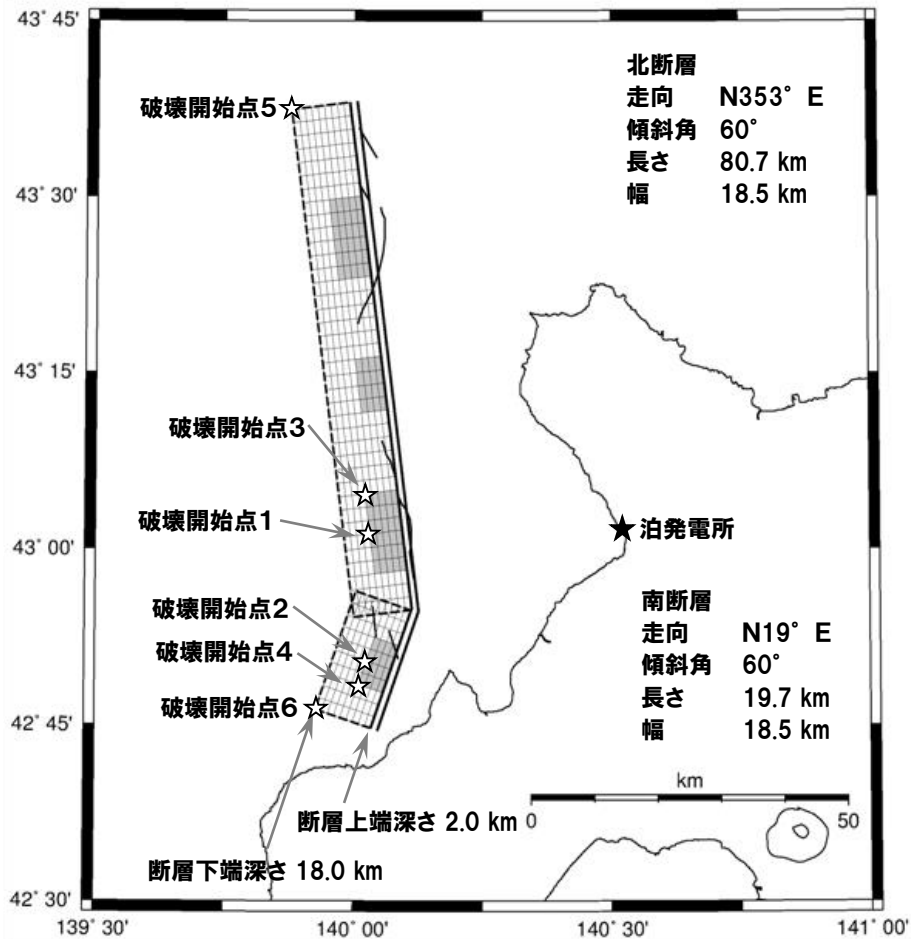 43° 45'
43° 30'
43° 15'
43° 00'
42° 45'
42° 30'
139° 30'
140° 00'
140° 30'
141° 00'
北断層
走向 N353° E
傾斜角 60°
長さ 80.7 km
幅 18.5 km
破壊開始点5
破壊開始点3
破壊開始点1
泊発電所
破壊開始点2
破壊開始点4
破壊開始点6
南断層
走向 N19° E
傾斜角 60°
長さ 19.7 km
幅 18.5 km
km
0
50
断層上端深さ 2.0 km
断層下端深さ 18.0 km